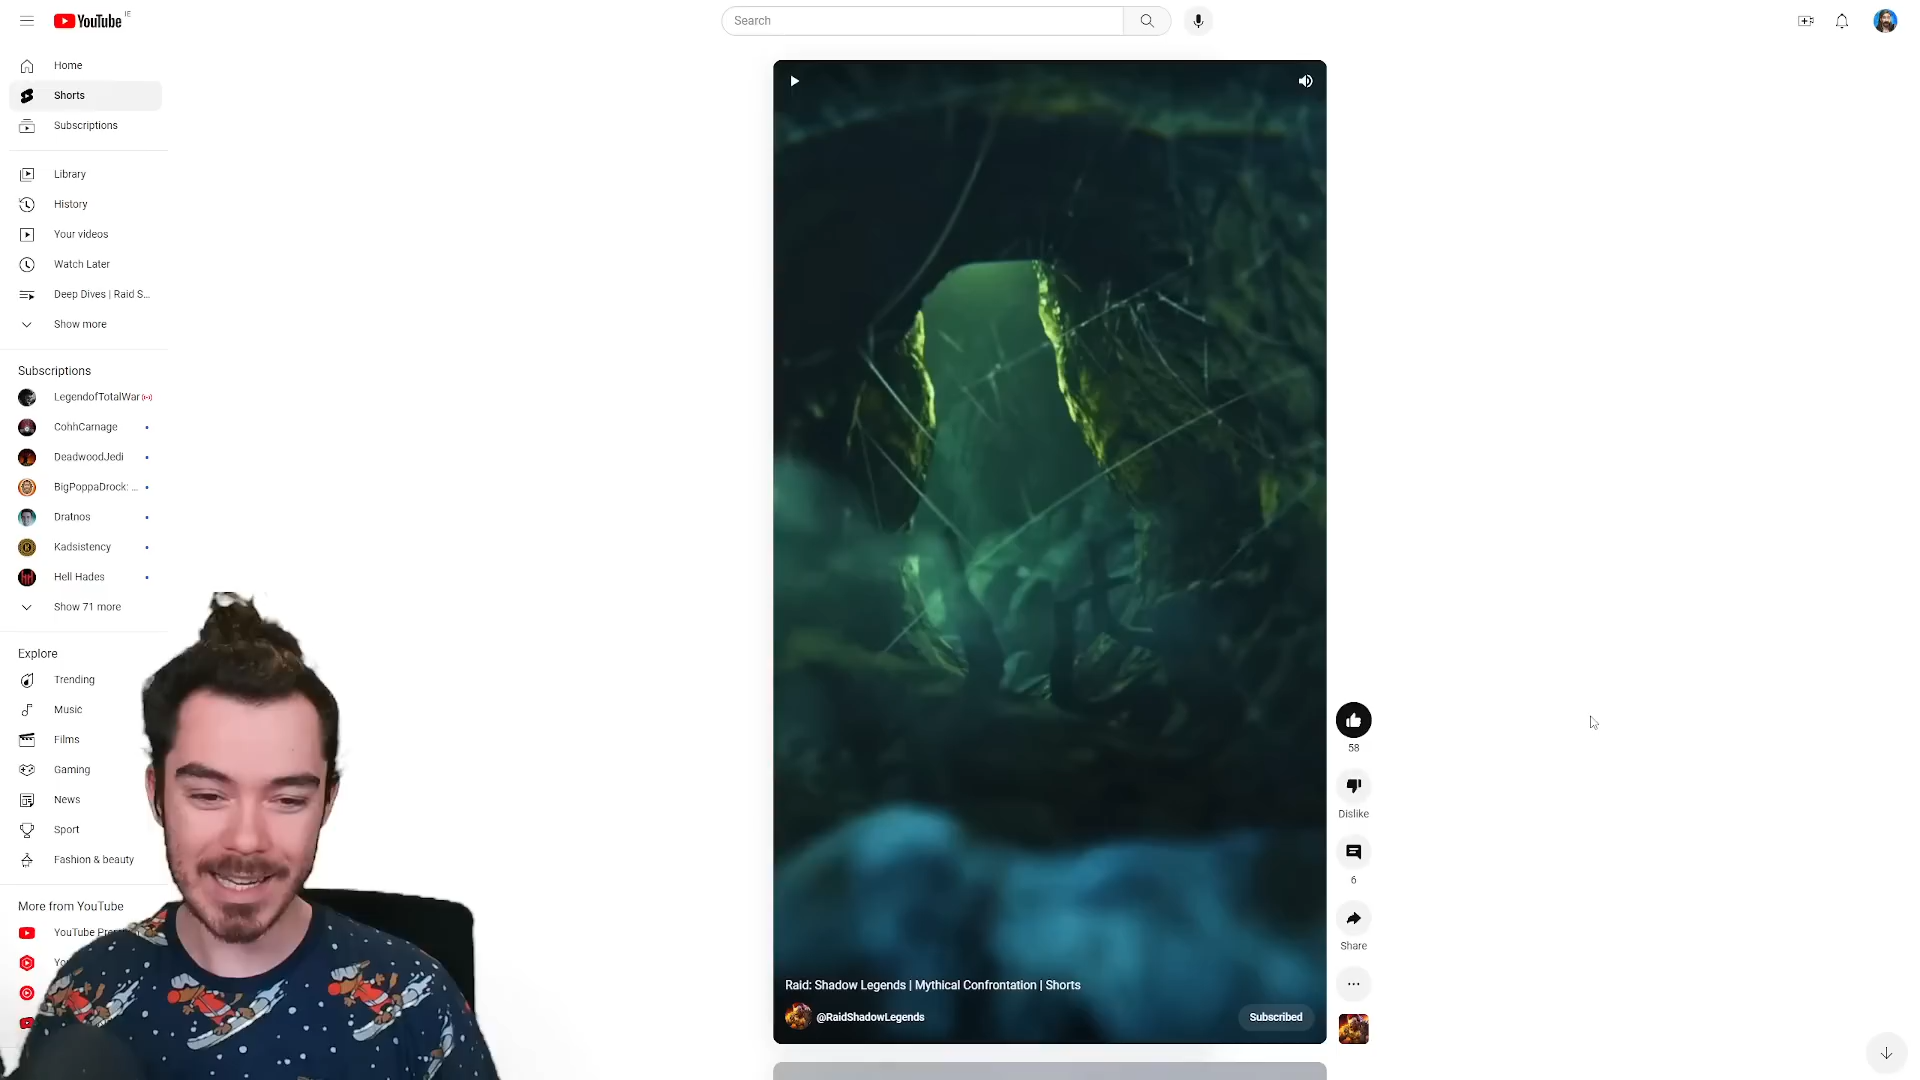 YouTube IE
Search
Home
Shorts
Subscriptions
Library
History
Your videos
Watch Later
Deep Dives | Raid S...
Show more
Subscriptions
LegendofTotalWar
CohhCarnage
DeadwoodJedi
BigPoppaDrock: ...
Dratnos
Kadsistency
Hell Hades
Show 71 more
Explore
Trending
Music
Films
Gaming
News
Sport
Fashion & beauty
More from YouTube
YouTube
58
Dislike
6
Share
Raid: Shadow Legends | Mythical Confrontation | Shorts
@RaidShadowLegends
Subscribed